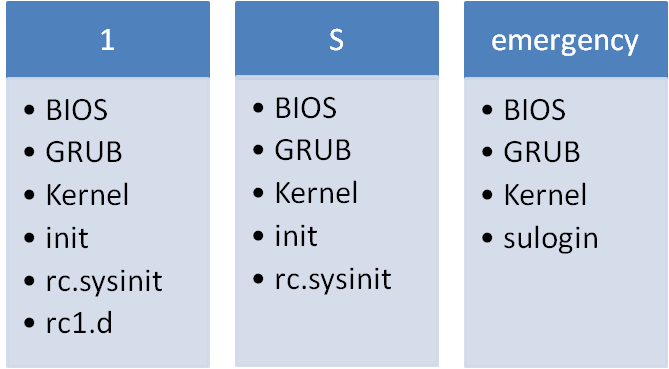 1
• BIOS
• GRUB
• Kernel
• init
• rc.sysinit
• rc1.d
S
• BIOS
• GRUB
• Kernel
• init
• rc.sysinit
emergency
• BIOS
• GRUB
• Kernel
• sulogin